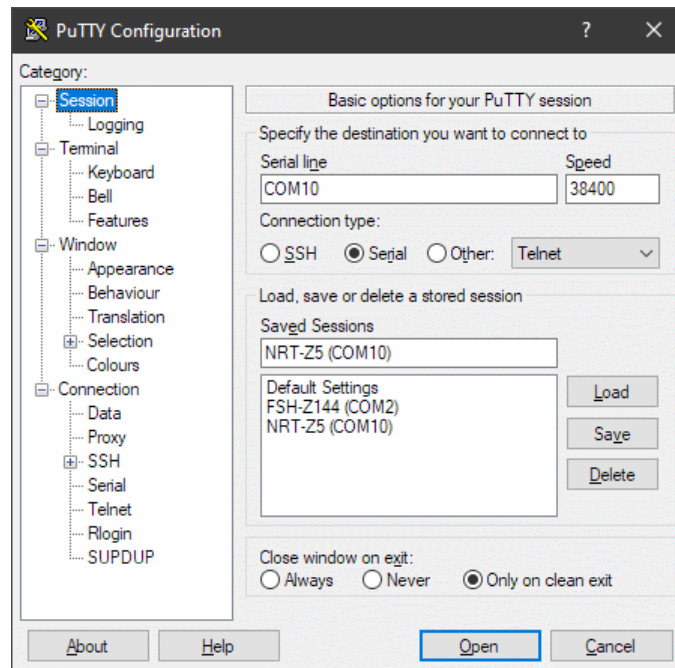 PuTTY Configuration
?
Category:
Session
Logging
Terminal
Keyboard
Bell
Features
Window
Appearance
Behaviour
Translation
Selection
Colours
Connection
Data
Proxy
SSH
Serial
Telnet
Rlogin
SUPDUP
Basic options for your PuTTY session
Specify the destination you want to connect to
Serial line Speed
COM10 38400
Connection type:
SSH Serial Other: Telnet
Load, save or delete a stored session
Saved Sessions
NRT-Z5 (COM10)
Default Settings
FSH-Z144 (COM2)
NRT-Z5 (COM10)
Load
Save
Delete
Close window on exit:
Always Never Only on clean exit
About Help Open Cancel